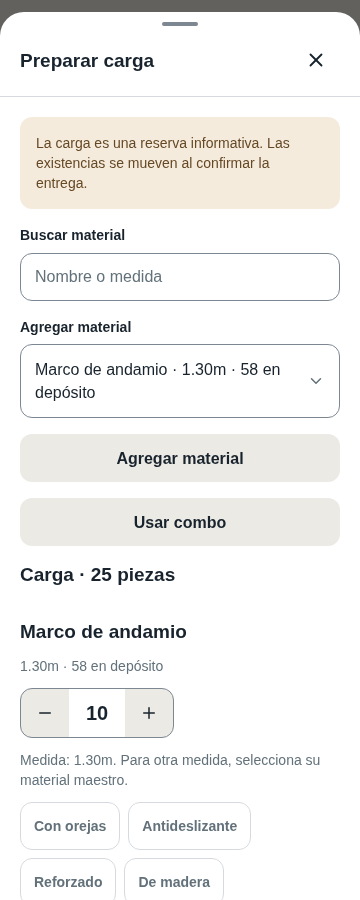 Preparar carga
La carga es una reserva informativa. Las
existencias se mueven al confirmar la
entrega.
Buscar material
Nombre o medida
Agregar material
Marco de andamio · 1.30m · 58 en
depósito
Agregar material
Usar combo
Carga · 25 piezas
Marco de andamio
1.30m · 58 en depósito
− 10 +
Medida: 1.30m. Para otra medida, selecciona su
material maestro.
Con orejas Antideslizante
Reforzado De madera